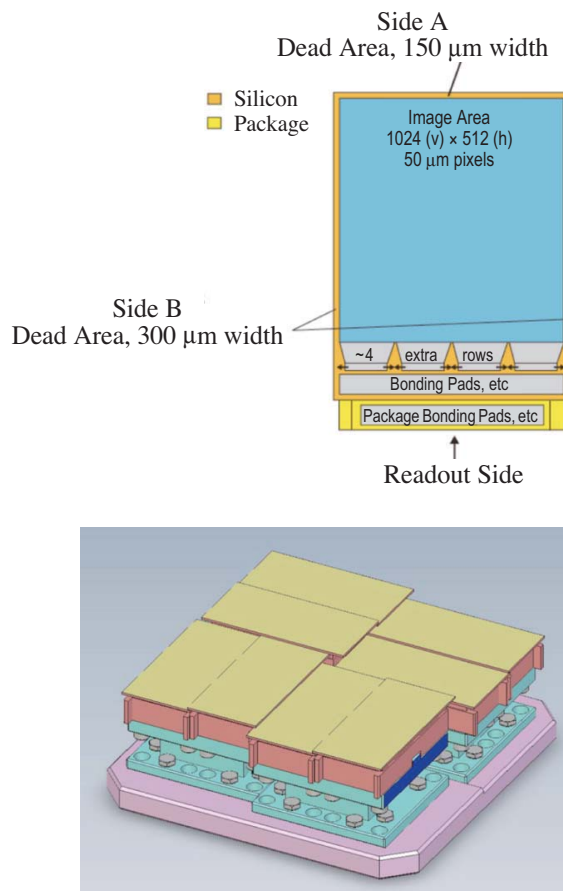 Side A
Dead Area, 150 μm width
Silicon
Package
Image Area
1024 (v) × 512 (h)
50 μm pixels
Side B
Dead Area, 300 μm width
~4 extra rows
Bonding Pads, etc
Package Bonding Pads, etc
Readout Side